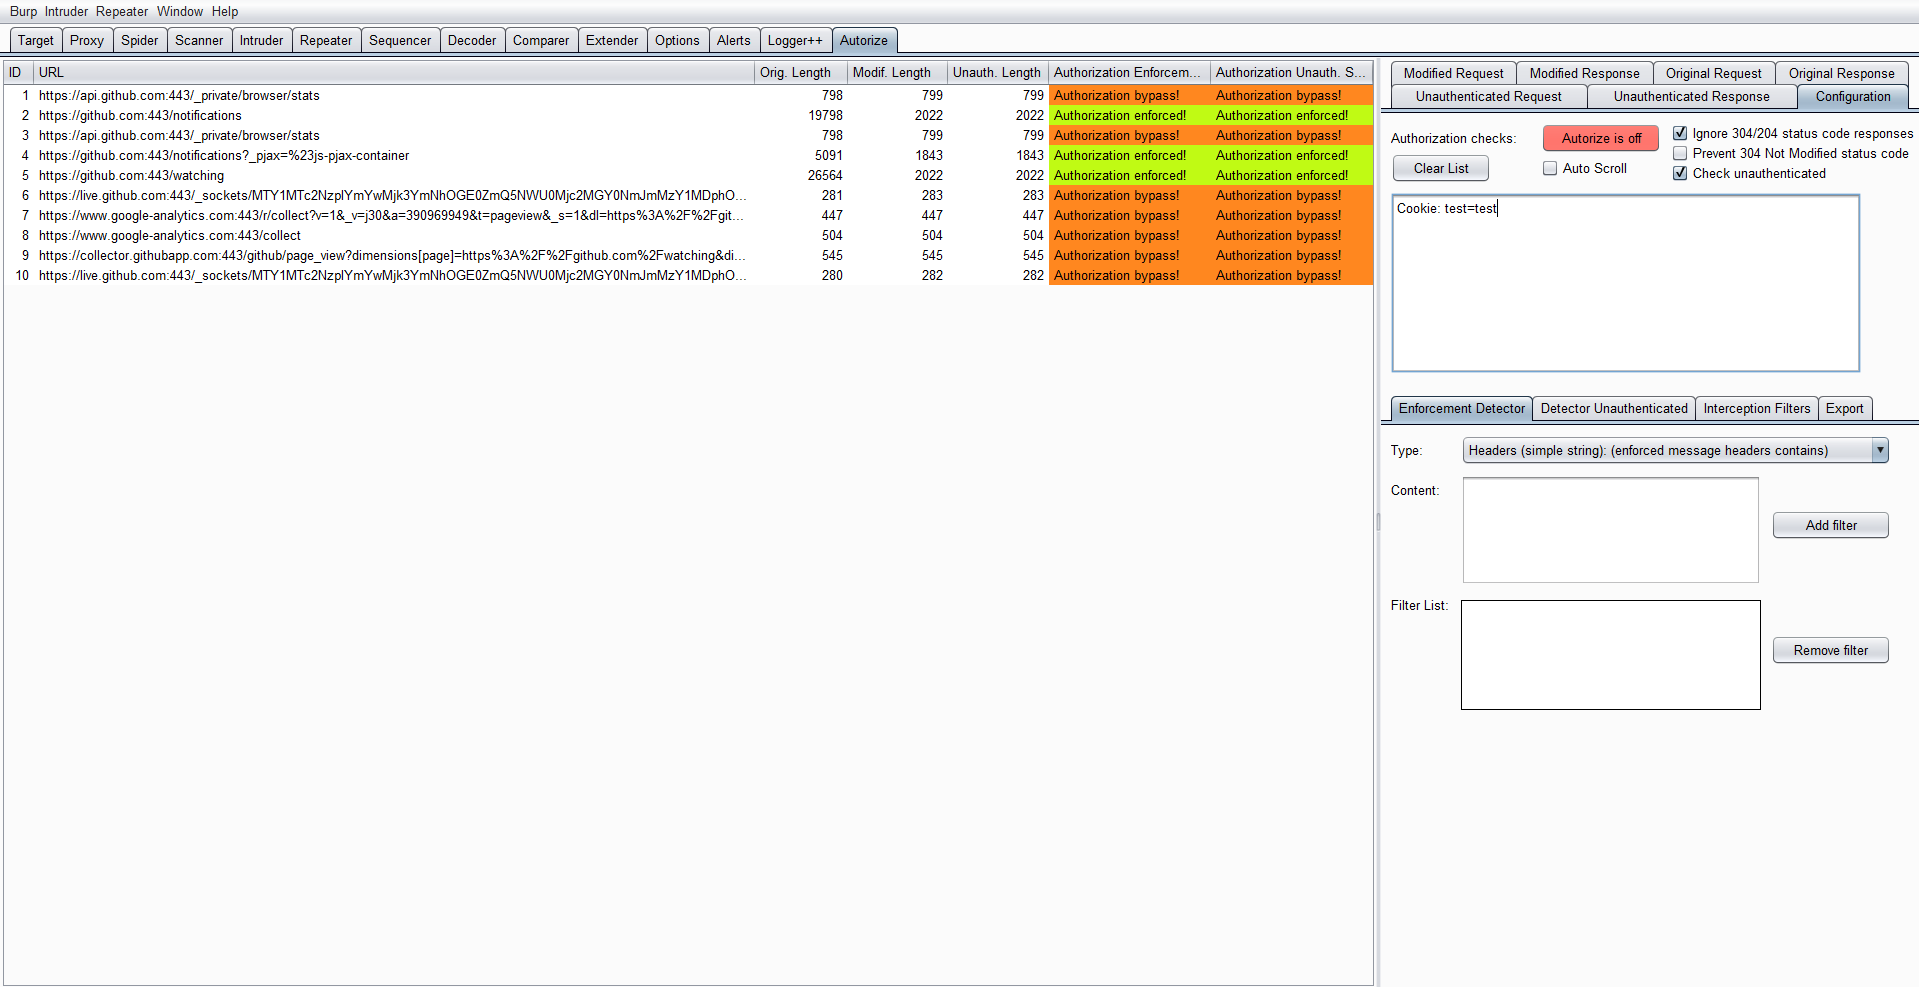 Burp Intruder Repeater Window Help
Target Proxy Spider Scanner Intruder Repeater Sequencer Decoder Comparer Extender Options Alerts Logger++ Autorize
ID URL Orig. Length Modif. Length Unauth. Length Authorization Enforcem... Authorization Unauth. S...
1 https://api.github.com:443/_private/browser/stats 798 799 799 Authorization bypass! Authorization bypass!
2 https://github.com:443/notifications 19798 2022 2022 Authorization enforced! Authorization enforced!
3 https://api.github.com:443/_private/browser/stats 798 799 799 Authorization bypass! Authorization bypass!
4 https://github.com:443/notifications?_pjax=%23js-pjax-container 5091 1843 1843 Authorization enforced! Authorization enforced!
5 https://github.com:443/watching 26564 2022 2022 Authorization enforced! Authorization enforced!
6 https://live.github.com:443/_sockets/MTY1MTc2NzplYmYwMjk3YmNhOGE0ZmQ5NWU0Mjc2MGY0NmJmMzY1MDphO... 281 283 283 Authorization bypass! Authorization bypass!
7 https://www.google-analytics.com:443/r/collect?v=1&_v=j30&a=390969949&t=pageview&_s=1&dl=https%3A%2F%2Fgit... 447 447 447 Authorization bypass! Authorization bypass!
8 https://www.google-analytics.com:443/collect 504 504 504 Authorization bypass! Authorization bypass!
9 https://collector.githubapp.com:443/github/page_view?dimensions[page]=https%3A%2F%2Fgithub.com%2Fwatching&di... 545 545 545 Authorization bypass! Authorization bypass!
10 https://live.github.com:443/_sockets/MTY1MTc2NzplYmYwMjk3YmNhOGE0ZmQ5NWU0Mjc2MGY0NmJmMzY1MDphO... 280 282 282 Authorization bypass! Authorization bypass!
Modified Request Modified Response Original Request Original Response
Unauthenticated Request Unauthenticated Response Configuration
Authorization checks: Autorize is off Ignore 304/204 status code responses
Prevent 304 Not Modified status code
Clear List Auto Scroll Check unauthenticated
Cookie: test=test
Enforcement Detector Detector Unauthenticated Interception Filters Export
Type: Headers (simple string): (enforced message headers contains)
Content:
Add filter
Filter List:
Remove filter